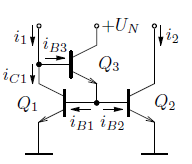 i1 +UN i2
iB3
iC1 Q3
Q1 Q2
iB1 iB2